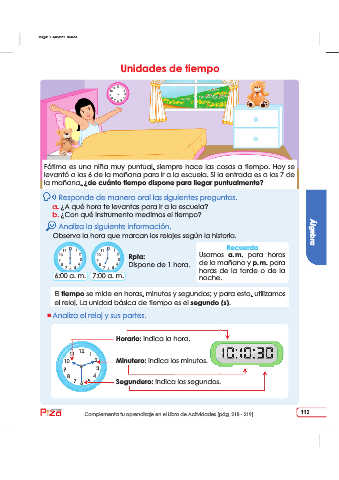 Unidades de tiempo
Fátima es una niña muy puntual, siempre hace las cosas a tiempo. Hoy se
levantó a las 6 de la mañana para ir a la escuela. Si la entrada es a las 7 de
la mañana, ¿de cuánto tiempo dispone para llegar puntualmente?
Responde de manera oral las siguientes preguntas.
a. ¿A qué hora te levantas para ir a la escuela?
b. ¿Con qué instrumento medimos el tiempo?
Analiza la siguiente información.
Observa la hora que marcan los relojes según la historia.
6:00 a. m.
7:00 a. m.
Rpta:
Dispone de 1 hora.
Recuerda
Usamos a.m. para horas
de la mañana y p.m. para
horas de la tarde o de la
noche.
El tiempo se mide en horas, minutos y segundos; y para esto, utilizamos
el reloj. La unidad básica de tiempo es el segundo (s).
Analiza el reloj y sus partes.
Horario: indica la hora.
Minutero: indica los minutos.
Segundero: indica los segundos.
10:10:30
Álgebra
Complementa tu aprendizaje en el Libro de Actividades (pág. 218 - 219)
113